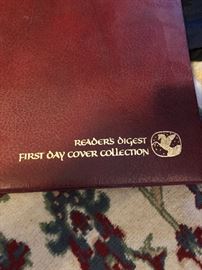 READER'S DIGEST
FIRST DAY COVER COLLECTION